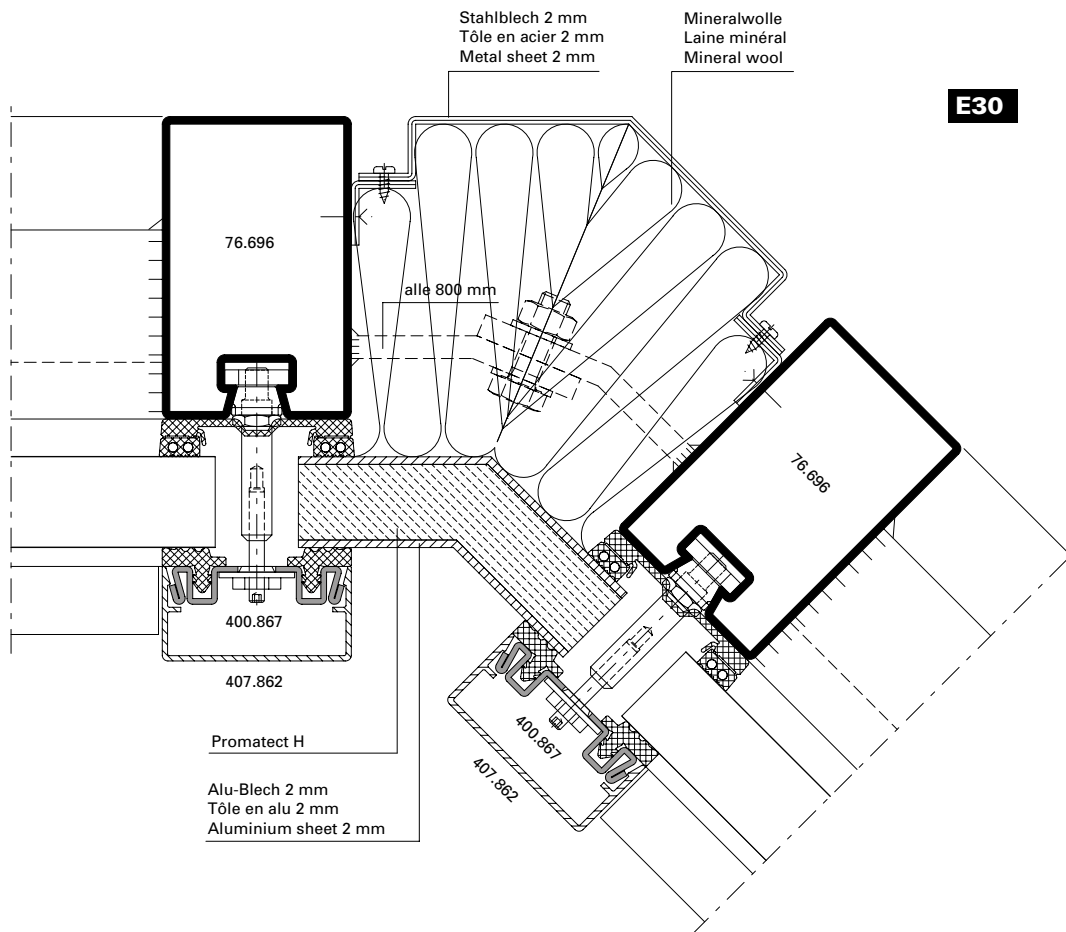 Stahlblech 2 mm
Tôle en acier 2 mm
Metal sheet 2 mm
Mineralwolle
Laine minéral
Mineral wool
E30
76.696
alle 800 mm
76.696
400.867
407.862
400.867
407.862
Promatect H
Alu-Blech 2 mm
Tôle en alu 2 mm
Aluminium sheet 2 mm